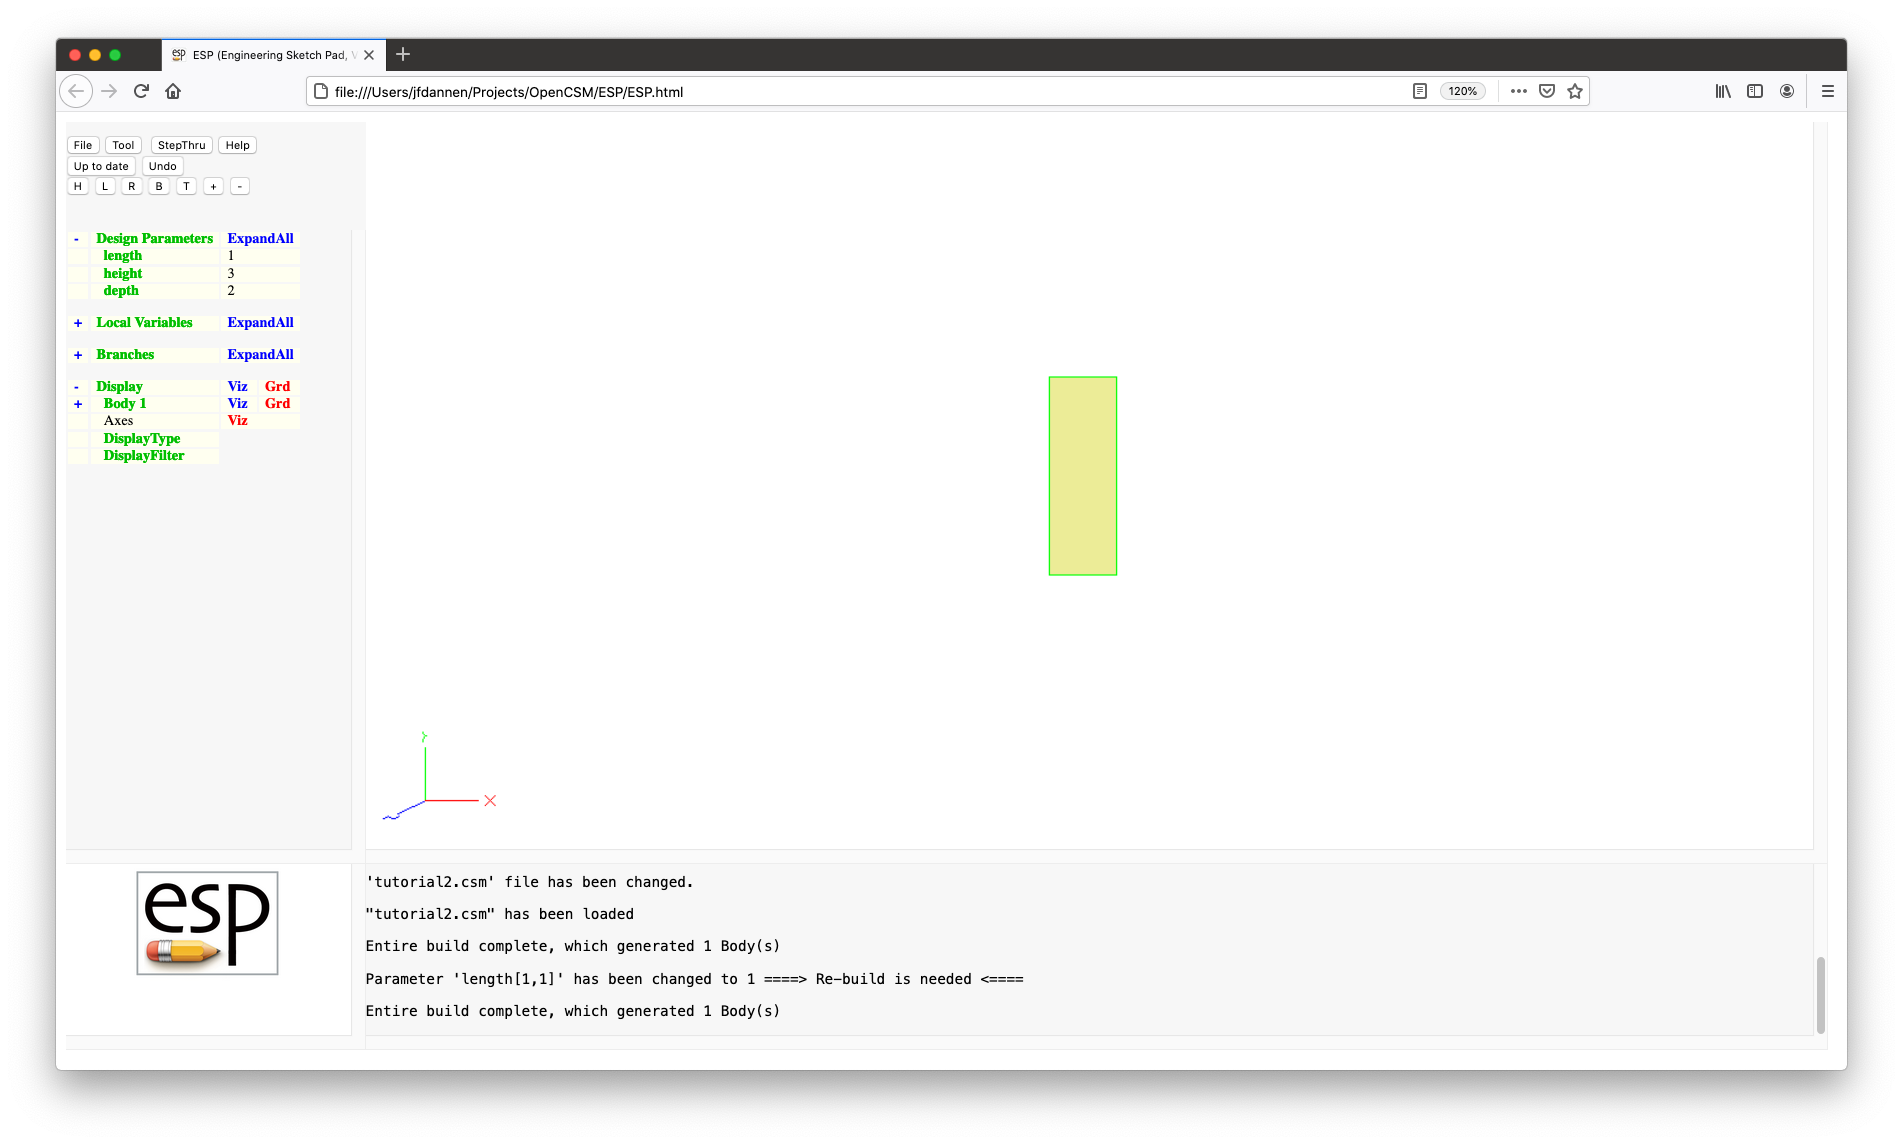 esp ESP (Engineering Sketch Pad, V
file:///Users/jfdannen/Projects/OpenCSM/ESP/ESP.html 120%
File Tool StepThru Help
Up to date Undo
H L R B T + -
- Design Parameters ExpandAll
length 1
height 3
depth 2
+ Local Variables ExpandAll
+ Branches ExpandAll
- Display Viz Grd
+ Body 1 Viz Grd
Axes Viz
DisplayType
DisplayFilter
Y
X
Z
esp
'tutorial2.csm' file has been changed.
"tutorial2.csm" has been loaded
Entire build complete, which generated 1 Body(s)
Parameter 'length[1,1]' has been changed to 1 ====> Re-build is needed <====
Entire build complete, which generated 1 Body(s)